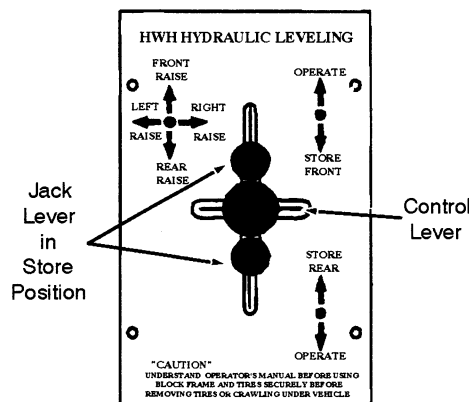 HWH HYDRAULIC LEVELING
FRONT
RAISE
LEFT
RAISE
RIGHT
RAISE
REAR
RAISE
OPERATE
STORE
FRONT
Jack
Lever
in
Store
Position
Control
Lever
STORE
REAR
OPERATE
"CAUTION"
UNDERSTAND OPERATOR'S MANUAL BEFORE USING
BLOCK FRAME AND TIRES SECURELY BEFORE
REMOVING TIRES OR CRAWLING UNDER VEHICLE